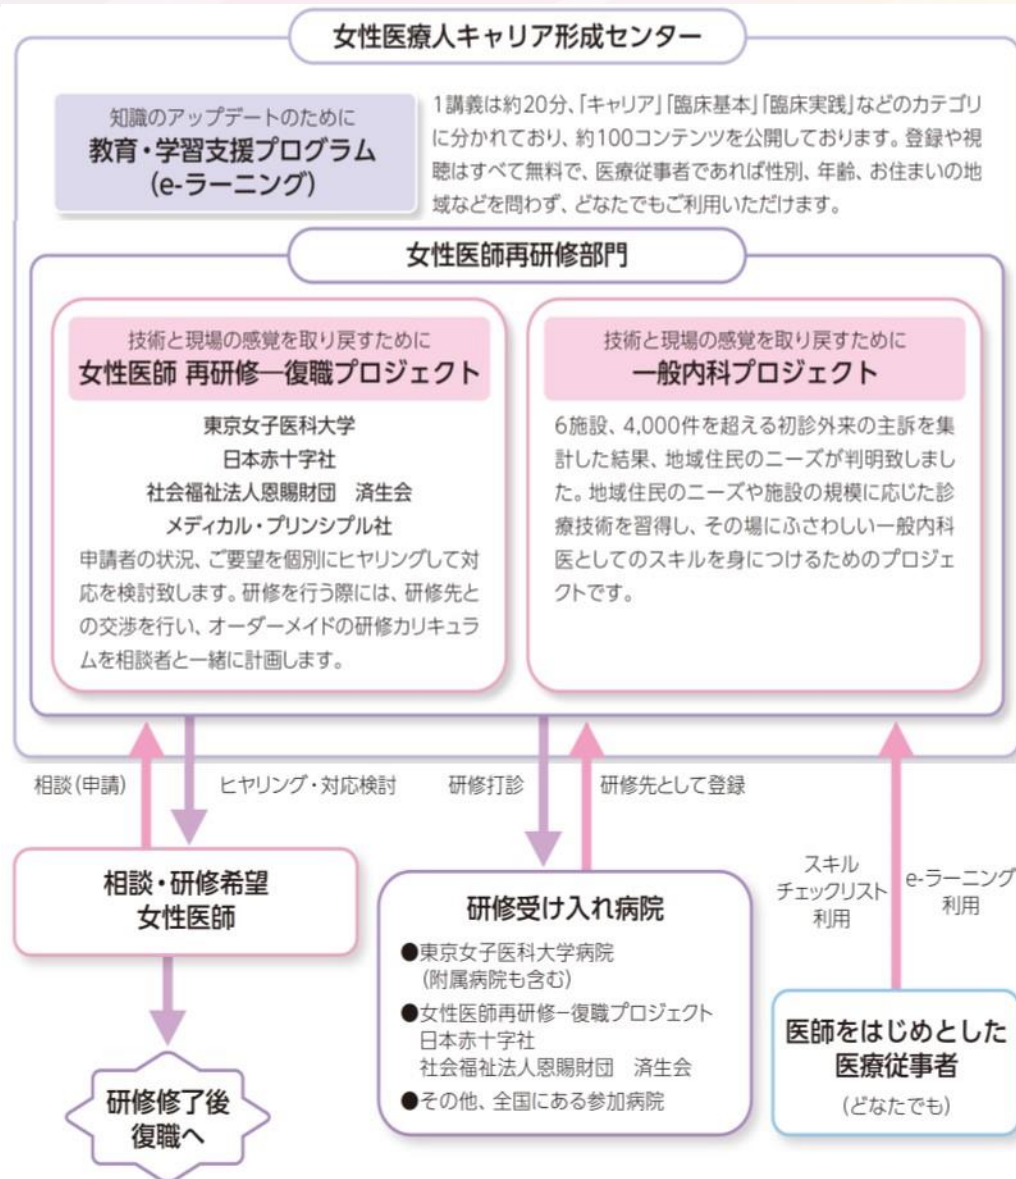 女性医療人キャリア形成センター
知識のアップデートのために
教育・学習支援プログラム
(e-ラーニング)
1講義は約20分、「キャリア」「臨床基本」「臨床実践」などのカテゴリ
に分かれており、約100コンテンツを公開しております。登録や視
聴はすべて無料で、医療従事者であれば性別、年齢、お住まいの地
域などを問わず、どなたでもご利用いただけます。
女性医師再研修部門
技術と現場の感覚を取り戻すために
女性医師 再研修―復職プロジェクト
東京女子医科大学
日本赤十字社
社会福祉法人恩賜財団　済生会
メディカル・プリンシプル社
申請者の状況、ご要望を個別にヒヤリングして対
応を検討致します。研修を行う際には、研修先と
の交渉を行い、オーダーメイドの研修カリキュラ
ムを相談者と一緒に計画します。
技術と現場の感覚を取り戻すために
一般内科プロジェクト
6施設、4,000件を超える初診外来の主訴を集
計した結果、地域住民のニーズが判明致しまし
た。地域住民のニーズや施設の規模に応じた診
療技術を習得し、その場にふさわしい一般内科
医としてのスキルを身につけるためのプロジェ
クトです。
相談(申請)
ヒヤリング・対応検討
研修打診
研修先として登録
スキル
チェックリスト
利用
e-ラーニング
利用
相談・研修希望
女性医師
研修修了後
復職へ
研修受け入れ病院
●東京女子医科大学病院
(附属病院も含む)
●女性医師再研修−復職プロジェクト
日本赤十字社
社会福祉法人恩賜財団　済生会
●その他、全国にある参加病院
医師をはじめとした
医療従事者
(どなたでも)